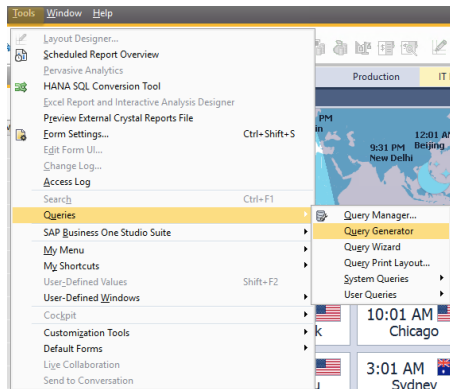 Tools Window Help
Layout Designer...
Scheduled Report Overview
Pervasive Analytics
HANA SQL Conversion Tool
Excel Report and Interactive Analysis Designer
Preview External Crystal Reports File
Form Settings... Ctrl+Shift+S
Edit Form UI...
Change Log...
Access Log
Search Ctrl+F1
Queries
SAP Business One Studio Suite
My Menu
My Shortcuts
User-Defined Values Shift+F2
User-Defined Windows
Cockpit
Customization Tools
Default Forms
Live Collaboration
Send to Conversation
Query Manager...
Query Generator
Query Wizard
Query Print Layout...
System Queries
User Queries
Production IT
PM
9:31 PM
New Delhi
12:01 AM
Beijing
10:01 AM
Chicago
3:01 AM
Sydney